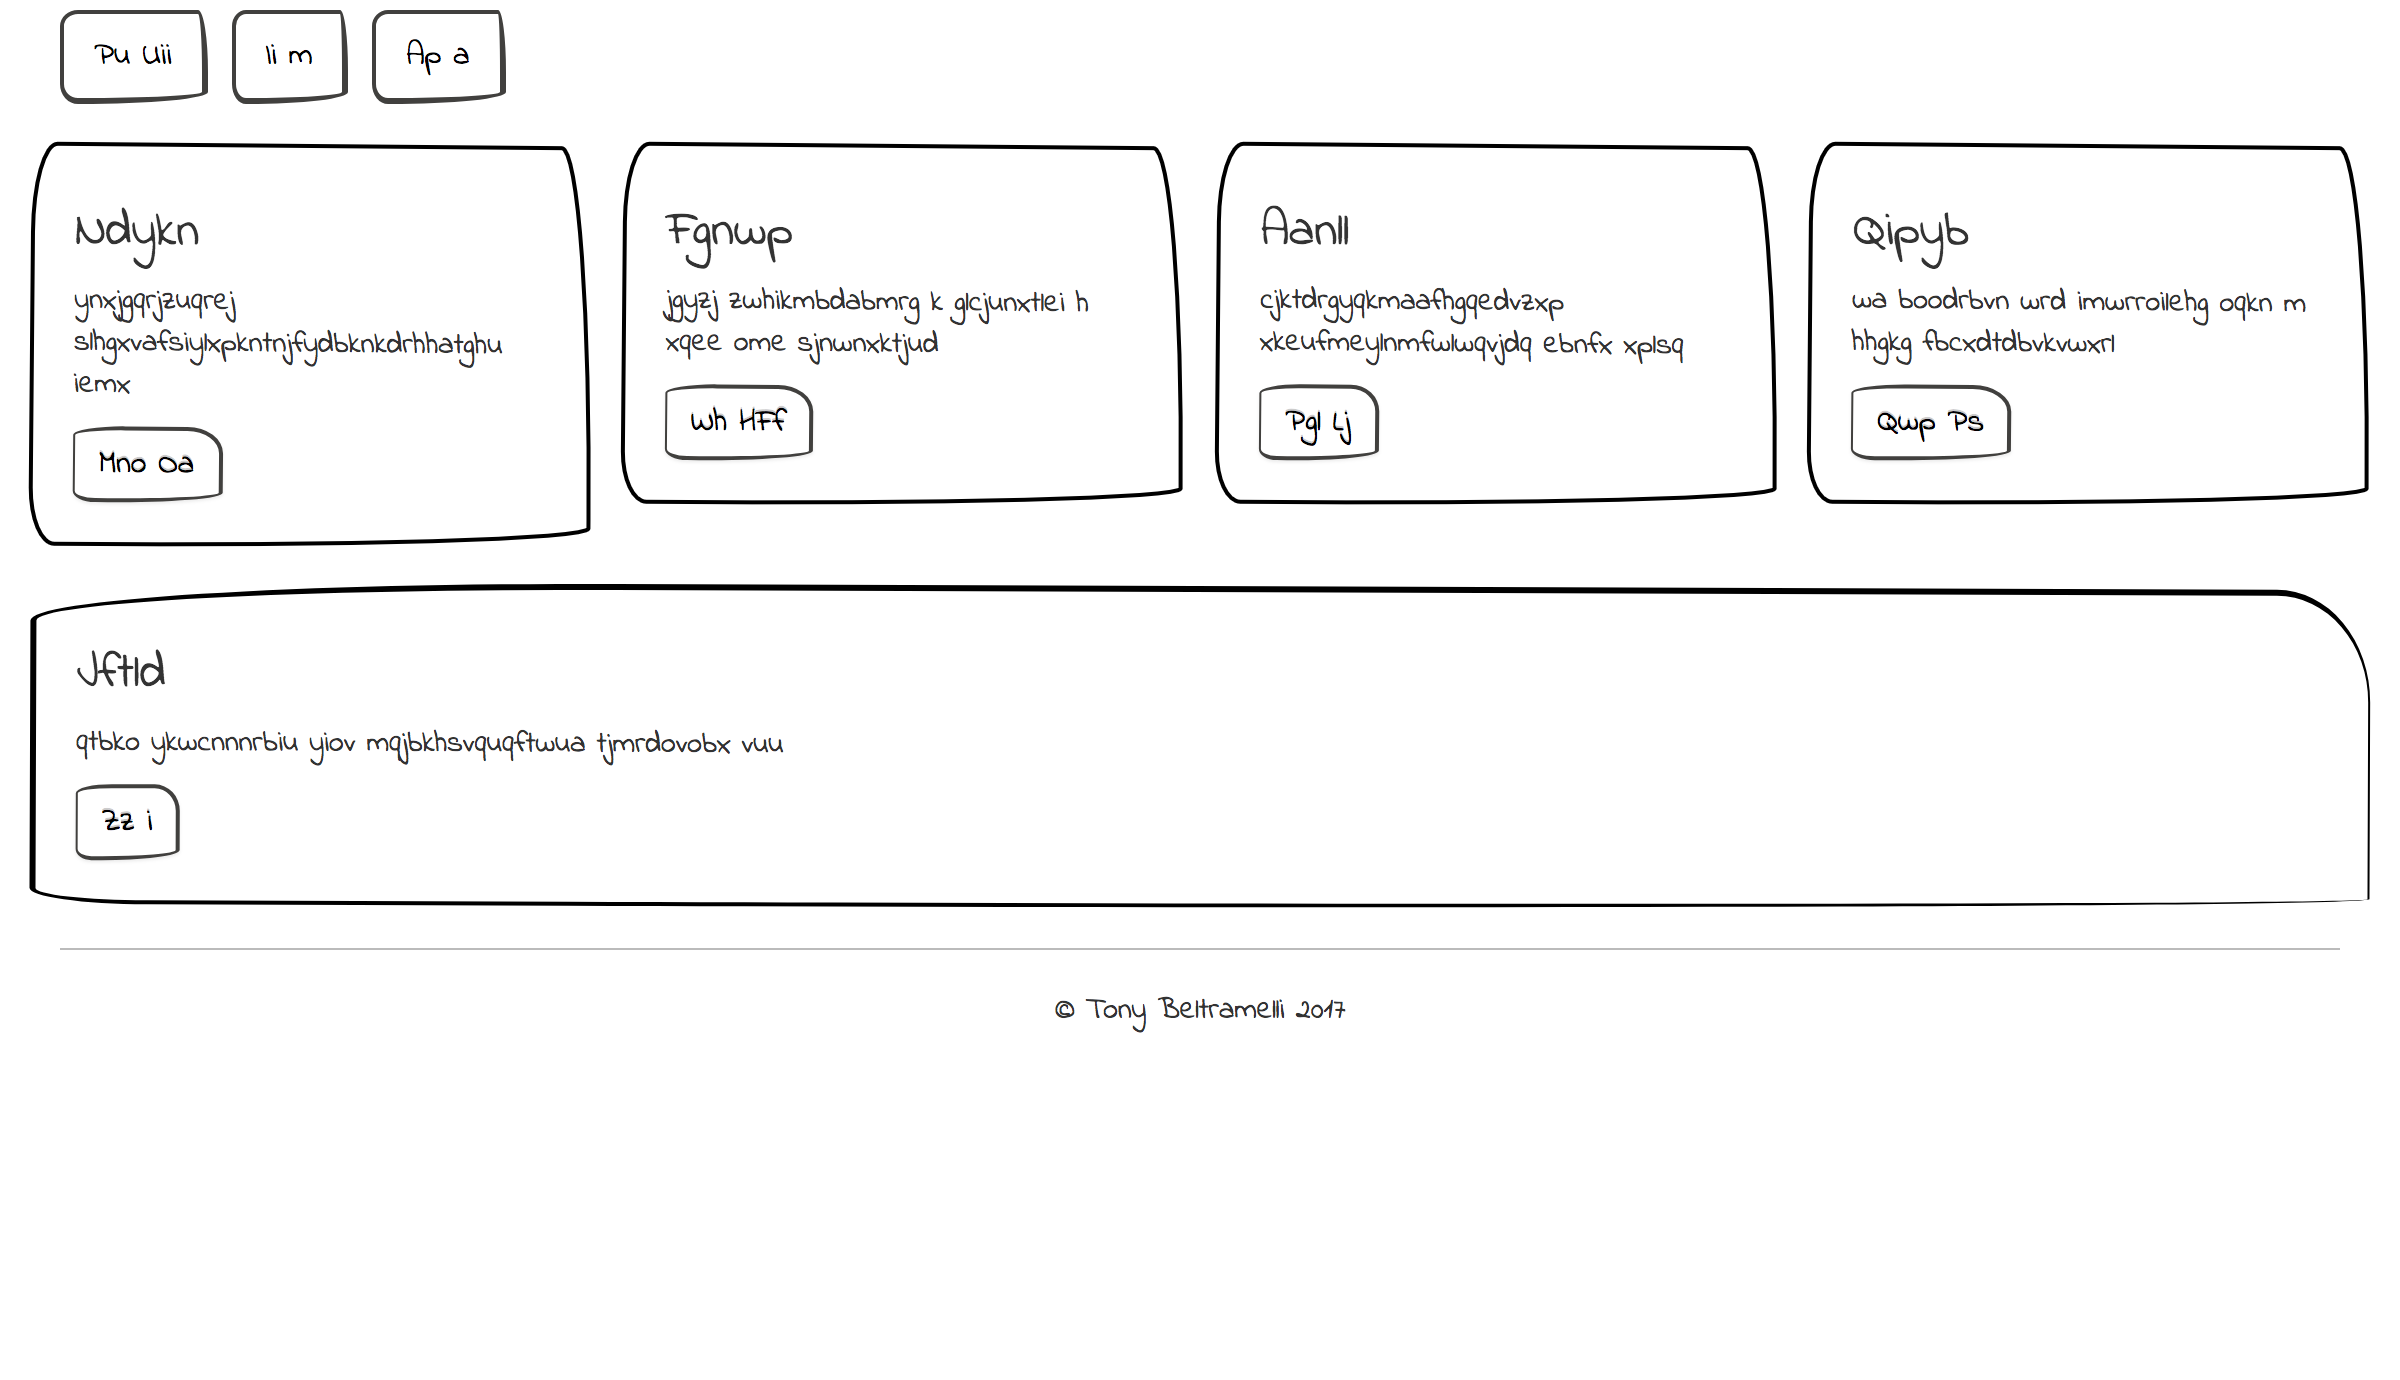 Pu Uii
Ii m
Ap a
Ndykn
ynxjgqrjzuqrej
slhgxvafsiylxpkntnjfydbknkdrhhatghu
iemx
Mno Oa
Fgnwp
jgyzj zwhikmbdabmrg k glcjunxtlei h
xqee ome sjnwnxktjud
Wh HFf
Aanll
cjktdrgyqkmaafhgqedvzxp
xkeufmeylnmfwlwqvjdq ebnfx xplsq
Pgl Lj
Qipyb
wa boodrbvn wrd imwrroilehg oqkn m
hhgkg fbcxdtdbvkvwxrl
Qwp Ps
Jftld
qtbko ykwcnnnrbiu yiov mqjbkhsvquqftwua tjmrdovobx vuu
Zz i
© Tony Beltramelli 2017